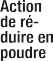 Action
de ré-
duire en
poudre